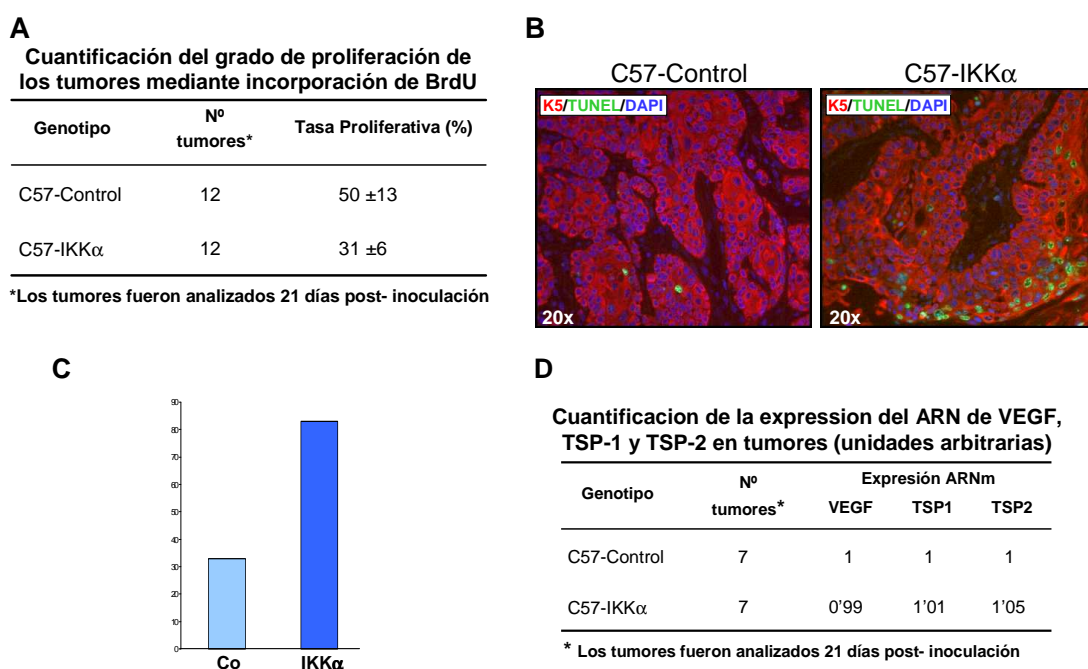 A
Cuantificación del grado de proliferación de
los tumores mediante incorporación de BrdU
Genotipo Nº tumores* Tasa Proliferativa (%)
C57-Control 12 50 ±13
C57-IKKα 12 31 ±6
*Los tumores fueron analizados 21 días post- inoculación
B
C57-Control C57-IKKα
K5/TUNEL/DAPI K5/TUNEL/DAPI
20x 20x
C
90
80
70
60
50
40
30
20
10
0
Co IKKα
D
Cuantificacion de la expression del ARN de VEGF,
TSP-1 y TSP-2 en tumores (unidades arbitrarias)
Genotipo Nº tumores* Expresión ARNm
VEGF TSP1 TSP2
C57-Control 7 1 1 1
C57-IKKα 7 0’99 1’01 1’05
* Los tumores fueron analizados 21 días post- inoculación